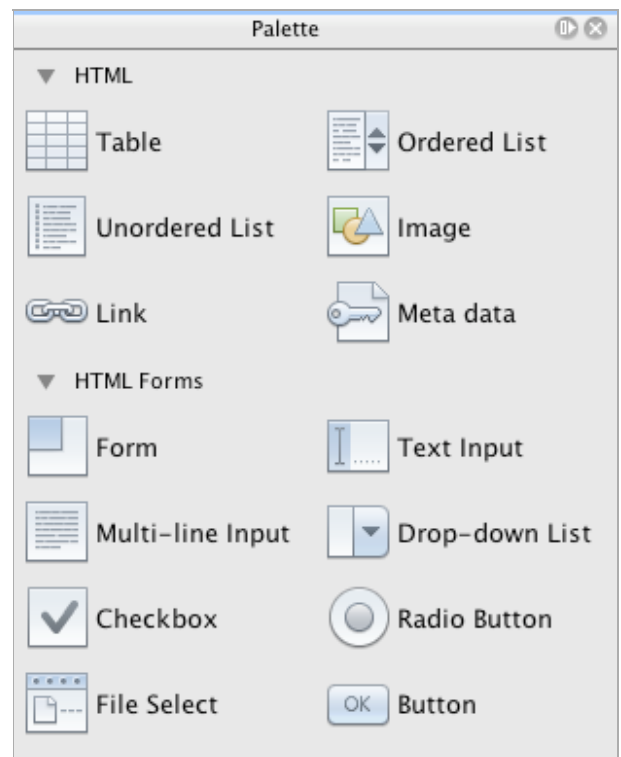 Palette
HTML
Table
Ordered List
Unordered List
Image
Link
Meta data
HTML Forms
Form
Text Input
Multi-line Input
Drop-down List
Checkbox
Radio Button
File Select
OK
Button